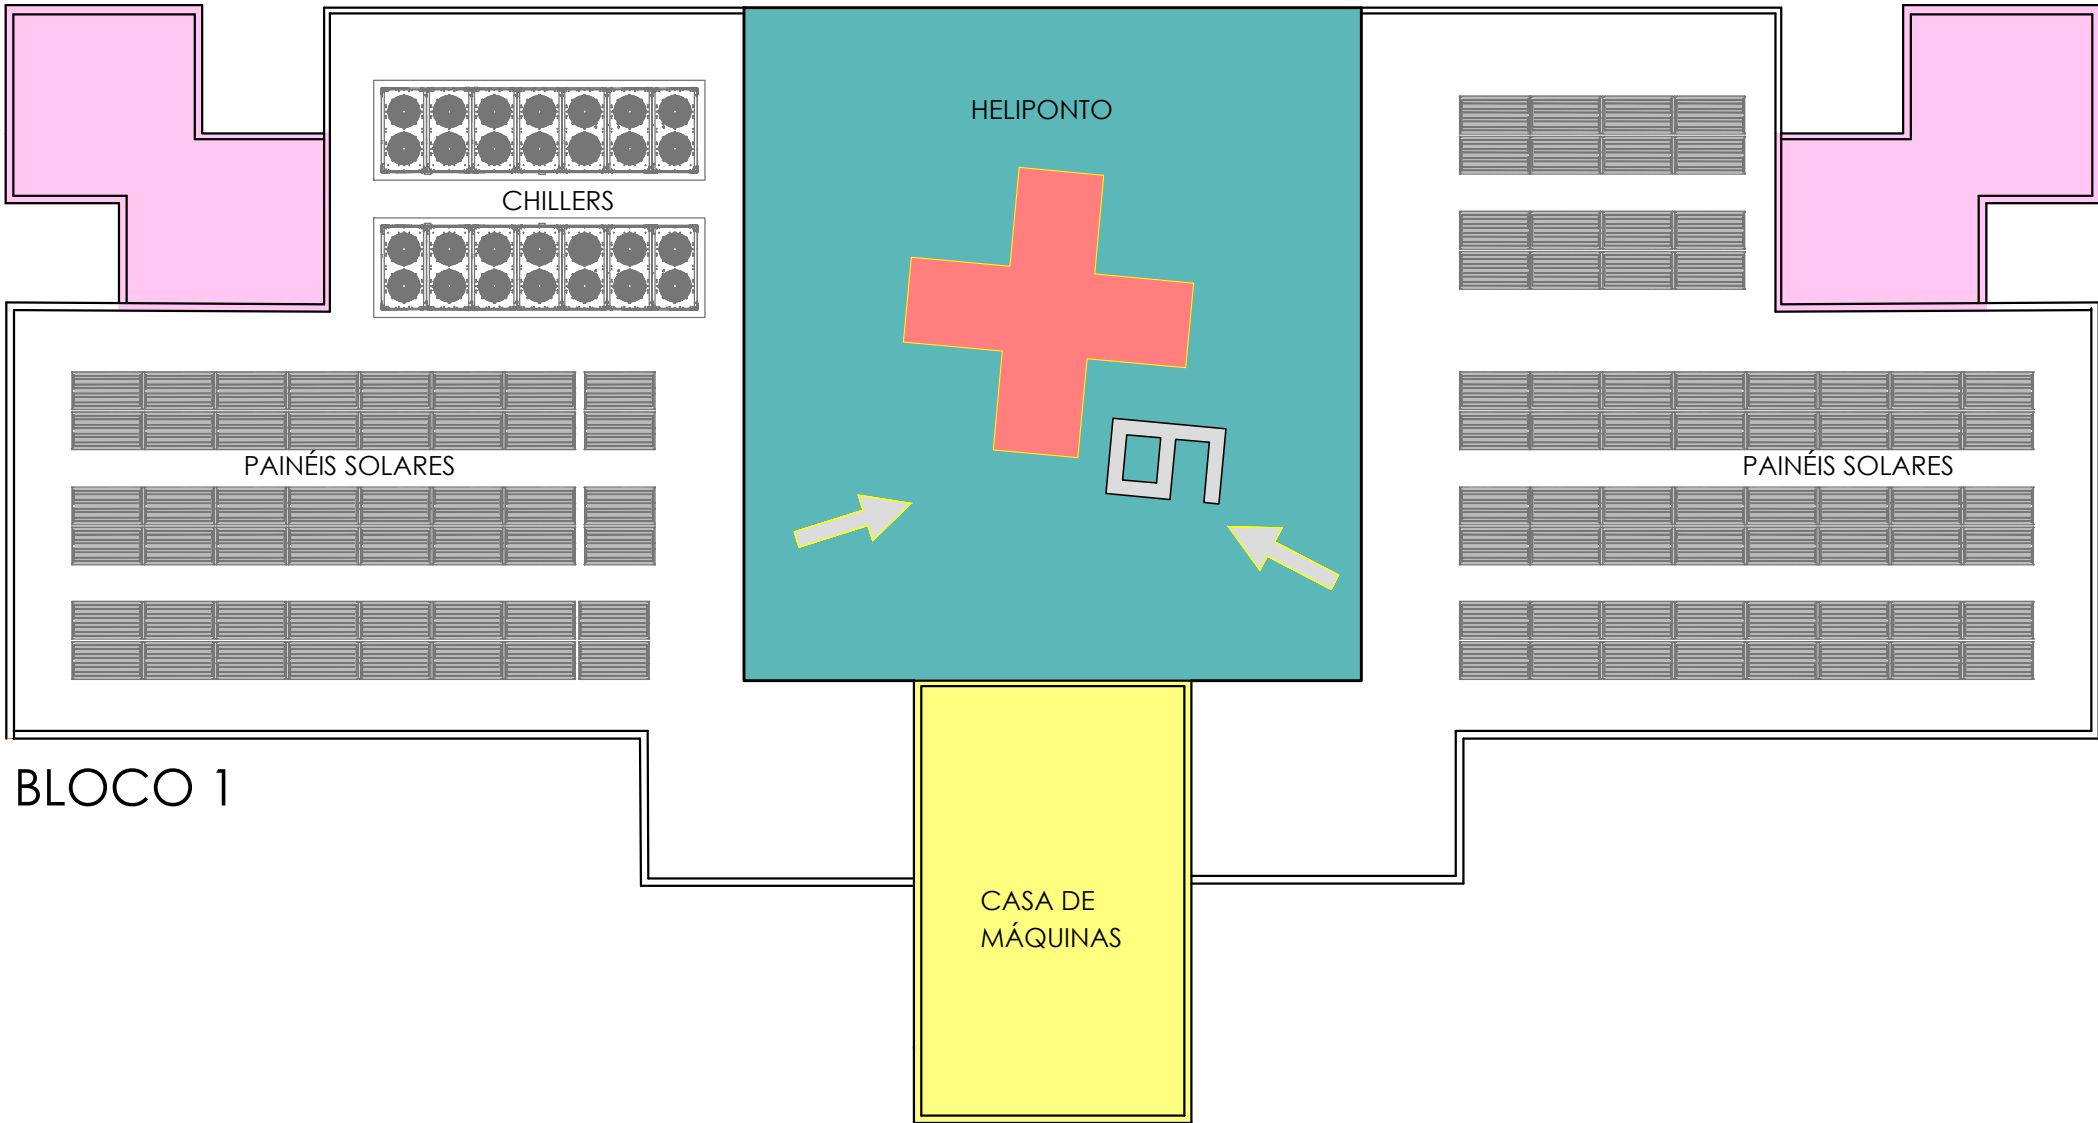 HELIPONTO
CHILLERS
PAINÉIS SOLARES
PAINÉIS SOLARES
BLOCO 1
CASA DE
MÁQUINAS